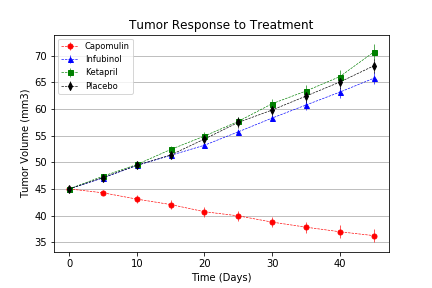 Tumor Response to Treatment
Capomulin
Infubinol
Ketapril
Placebo
Tumor Volume (mm3)
70
65
60
55
50
45
40
35
0 10 20 30 40
Time (Days)